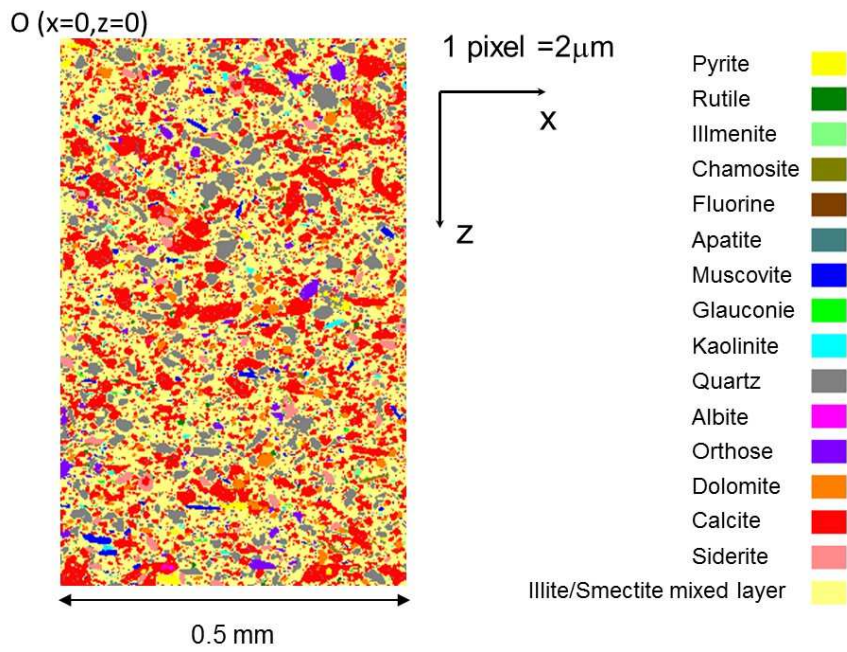 O (x=0,z=0)
1 pixel =2μm
x
z
0.5 mm
Pyrite
Rutile
Illmenite
Chamosite
Fluorine
Apatite
Muscovite
Glauconie
Kaolinite
Quartz
Albite
Orthose
Dolomite
Calcite
Siderite
Illite/Smectite mixed layer